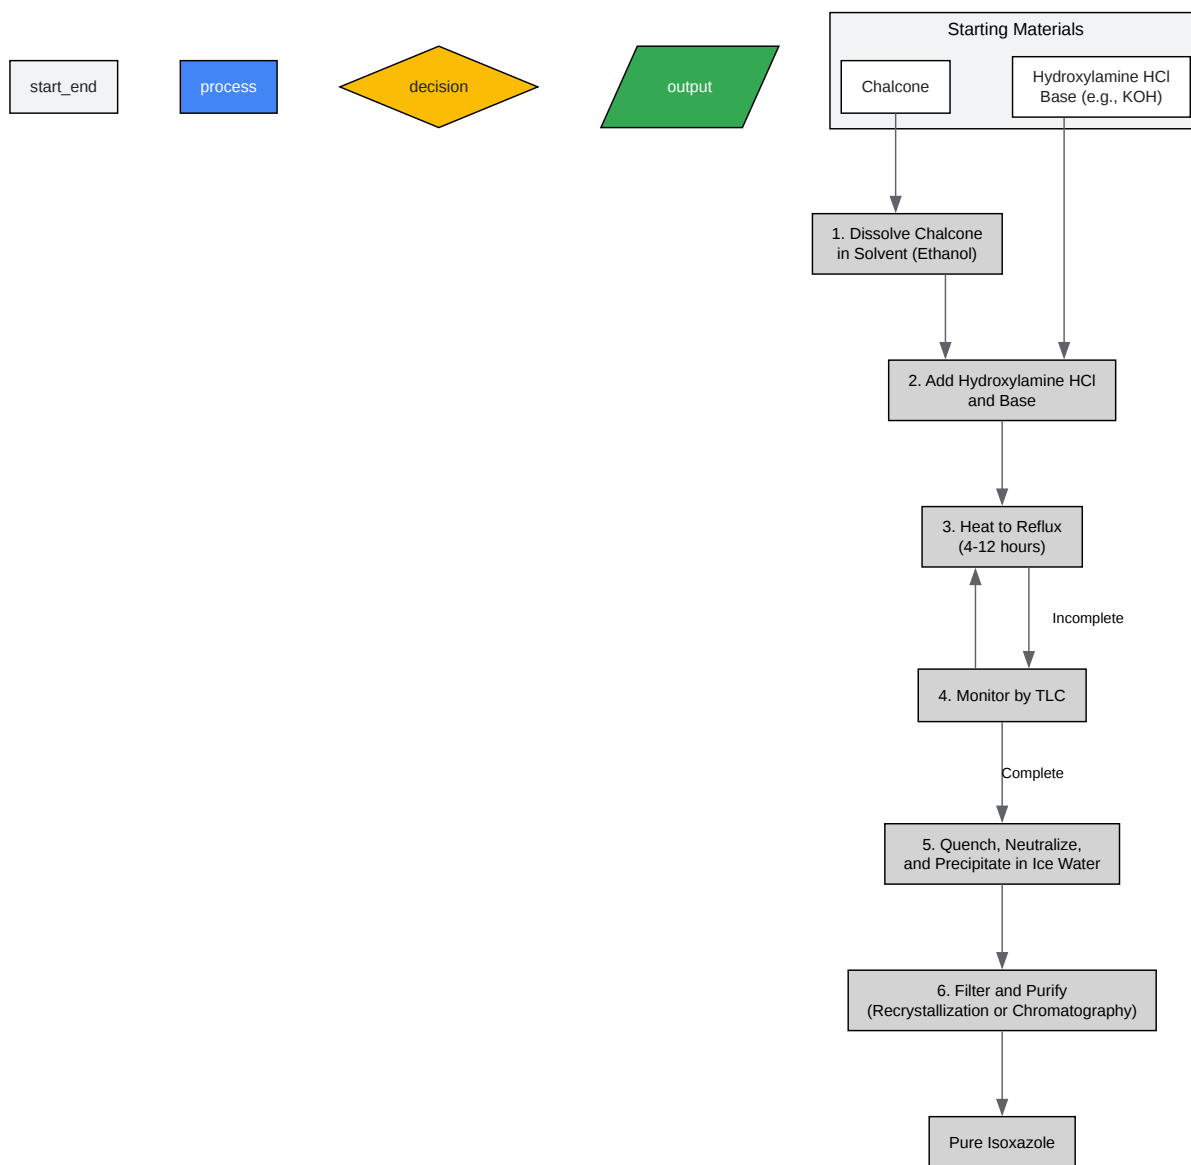 start_end
process
decision
output
Starting Materials
Chalcone
Hydroxylamine HCl
Base (e.g., KOH)
1. Dissolve Chalcone
in Solvent (Ethanol)
2. Add Hydroxylamine HCl
and Base
3. Heat to Reflux
(4-12 hours)
Incomplete
4. Monitor by TLC
Complete
5. Quench, Neutralize,
and Precipitate in Ice Water
6. Filter and Purify
(Recrystallization or Chromatography)
Pure Isoxazole